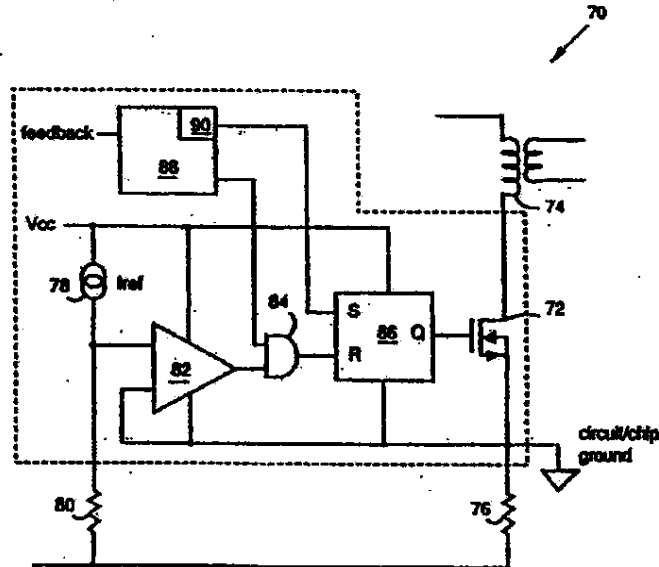 70
feedback
90
88
Vcc
74
78
Iref
84
S
86
Q
72
R
82
circuit/chip
ground
80
76